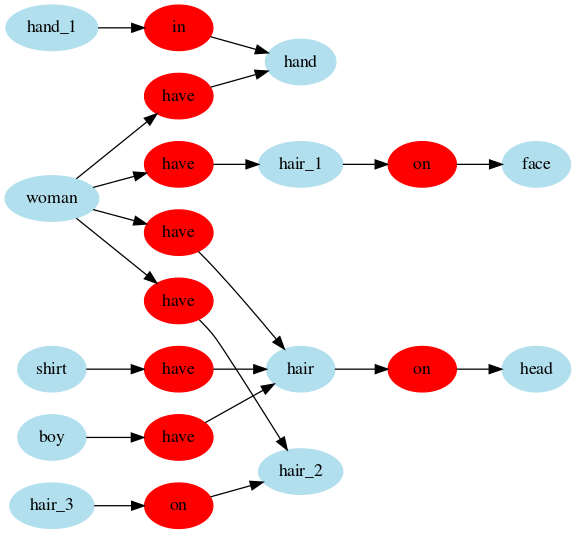 hand_1 in
hand
have
have hair_1 on face
woman
have
have
shirt have hair on head
boy have
hair_2
hair_3 on